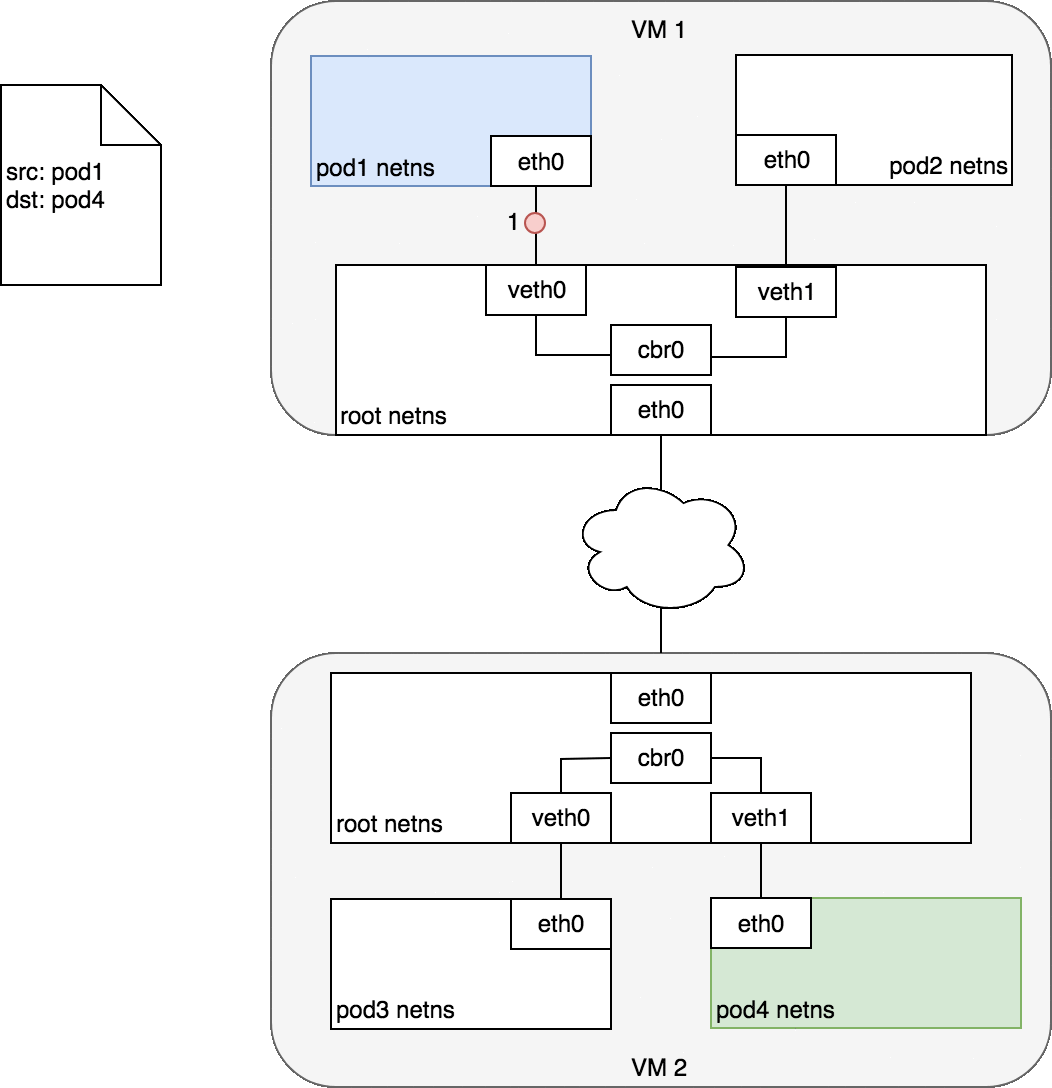 VM 1
src: pod1
dst: pod4
eth0
pod1 netns
eth0
pod2 netns
1
veth0
veth1
cbr0
eth0
root netns
eth0
cbr0
veth0
veth1
root netns
eth0
pod3 netns
eth0
pod4 netns
VM 2